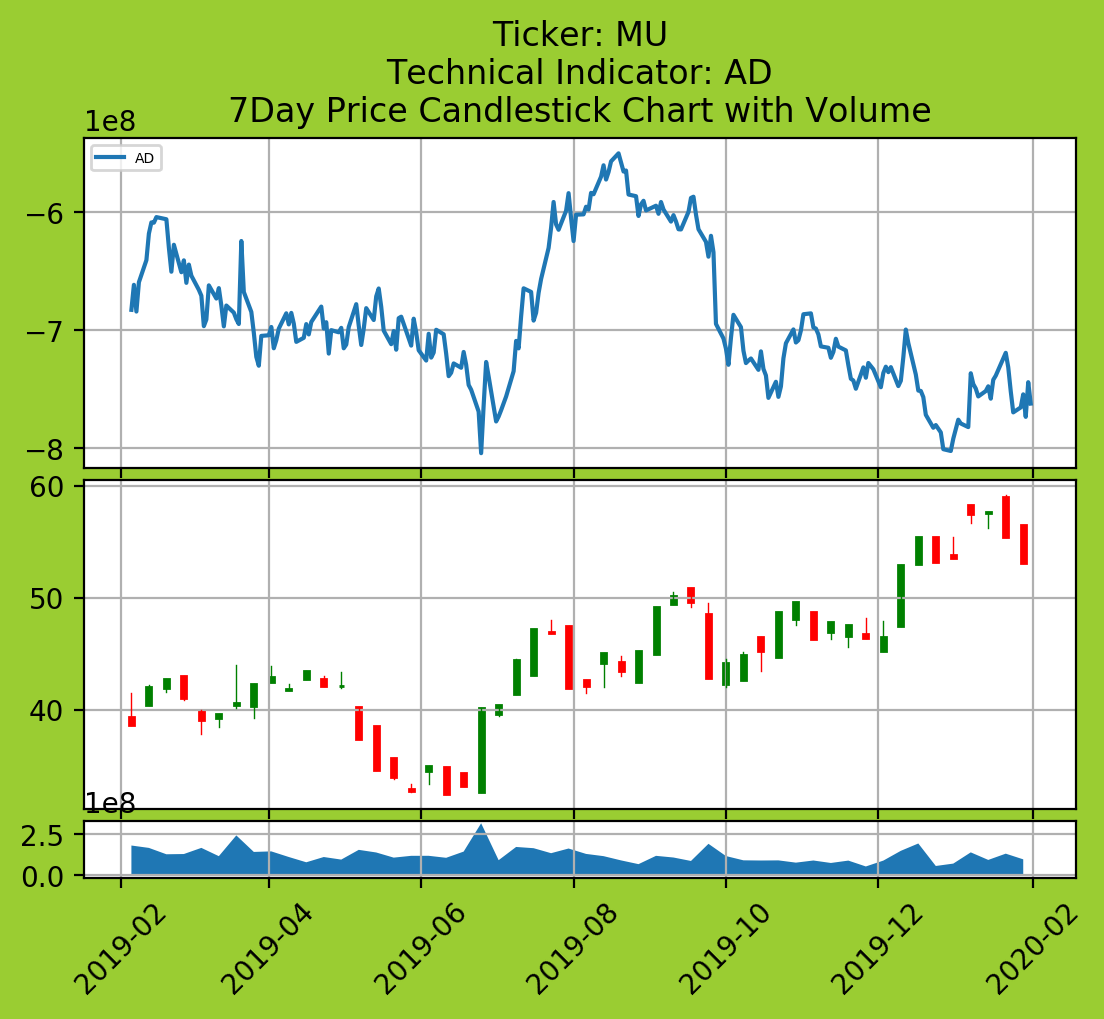 Ticker: MU
Technical Indicator: AD
7Day Price Candlestick Chart with Volume
1e8
AD
−6
−7
−8
60
50
40
1e8
2.5
0.0
2019-02
2019-04
2019-06
2019-08
2019-10
2019-12
2020-02